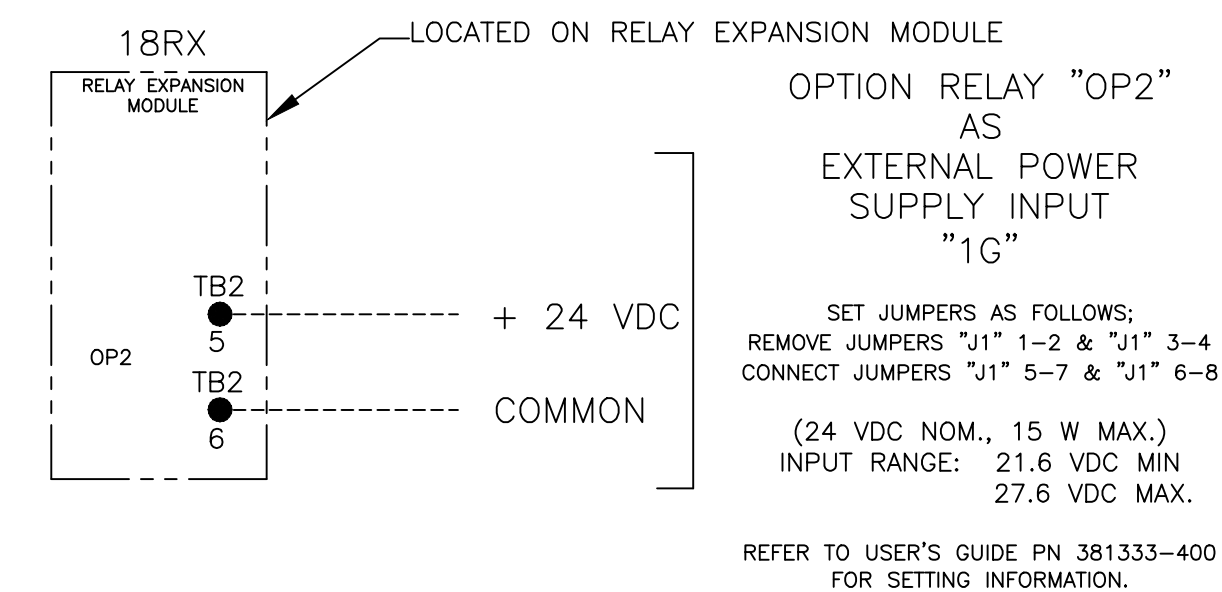 18RX
RELAY EXPANSION
MODULE
LOCATED ON RELAY EXPANSION MODULE
TB2
5
OP2
TB2
6
+ 24 VDC
COMMON
OPTION RELAY "OP2"
AS
EXTERNAL POWER
SUPPLY INPUT
"1G"
SET JUMPERS AS FOLLOWS;
REMOVE JUMPERS "J1" 1-2 & "J1" 3-4
CONNECT JUMPERS "J1" 5-7 & "J1" 6-8
(24 VDC NOM., 15 W MAX.)
INPUT RANGE: 21.6 VDC MIN
27.6 VDC MAX.
REFER TO USER'S GUIDE PN 381333-400
FOR SETTING INFORMATION.